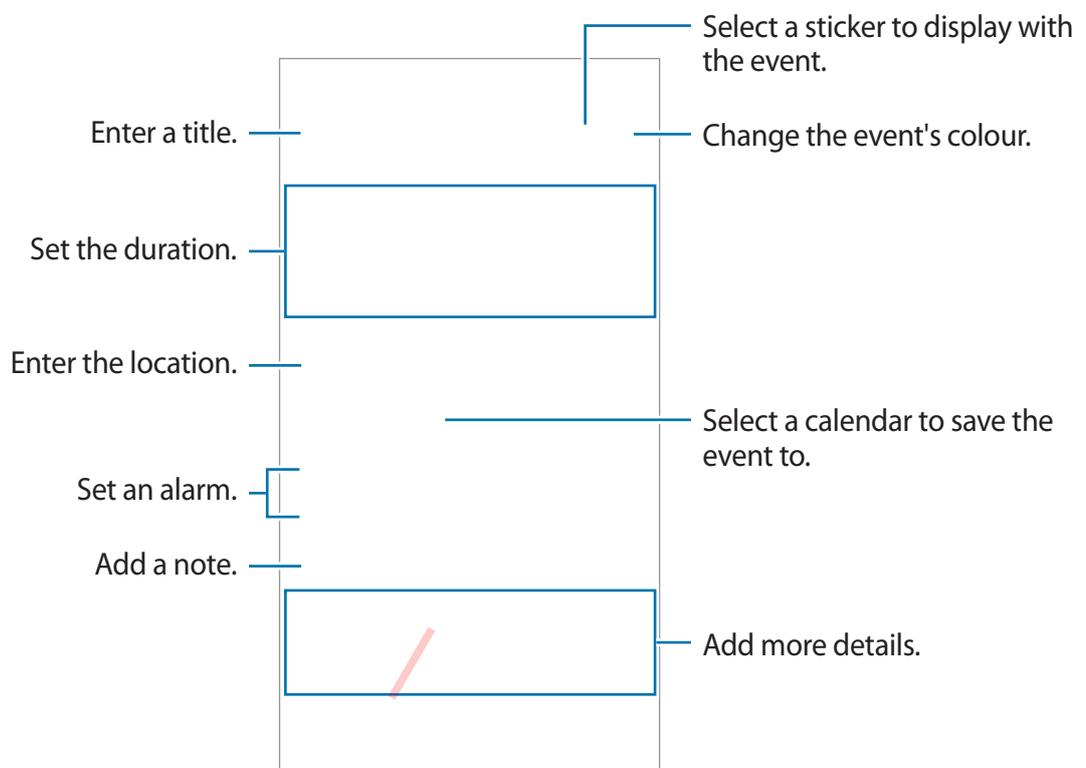 Select a sticker to display with
the event.
Enter a title.
Change the event's colour.
Set the duration.
Enter the location.
Select a calendar to save the
event to.
Set an alarm.
Add a note.
Add more details.